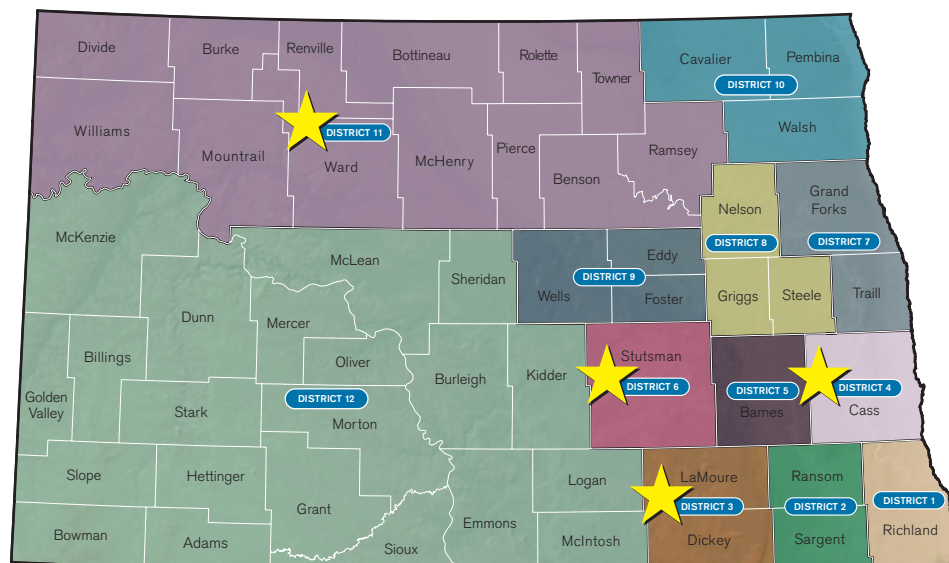 Divide
Burke
Renville
Bottineau
Rolette
Towner
Cavalier
Pembina
DISTRICT 10
Williams
Mountrail
DISTRICT 11
Ward
McHenry
Pierce
Benson
Ramsey
Walsh
McKenzie
McLean
Sheridan
DISTRICT 9
Wells
Eddy
Foster
Nelson
DISTRICT 8
Griggs
Steele
Grand
Forks
DISTRICT 7
Traill
Golden
Valley
Billings
Dunn
Mercer
Oliver
Stark
DISTRICT 12
Morton
Burleigh
Kidder
Stutsman
DISTRICT 6
DISTRICT 5
Barnes
DISTRICT 4
Cass
Slope
Hettinger
Grant
Bowman
Adams
Sioux
Emmons
Logan
McIntosh
LaMoure
DISTRICT 3
Dickey
Ransom
DISTRICT 2
Sargent
DISTRICT 1
Richland